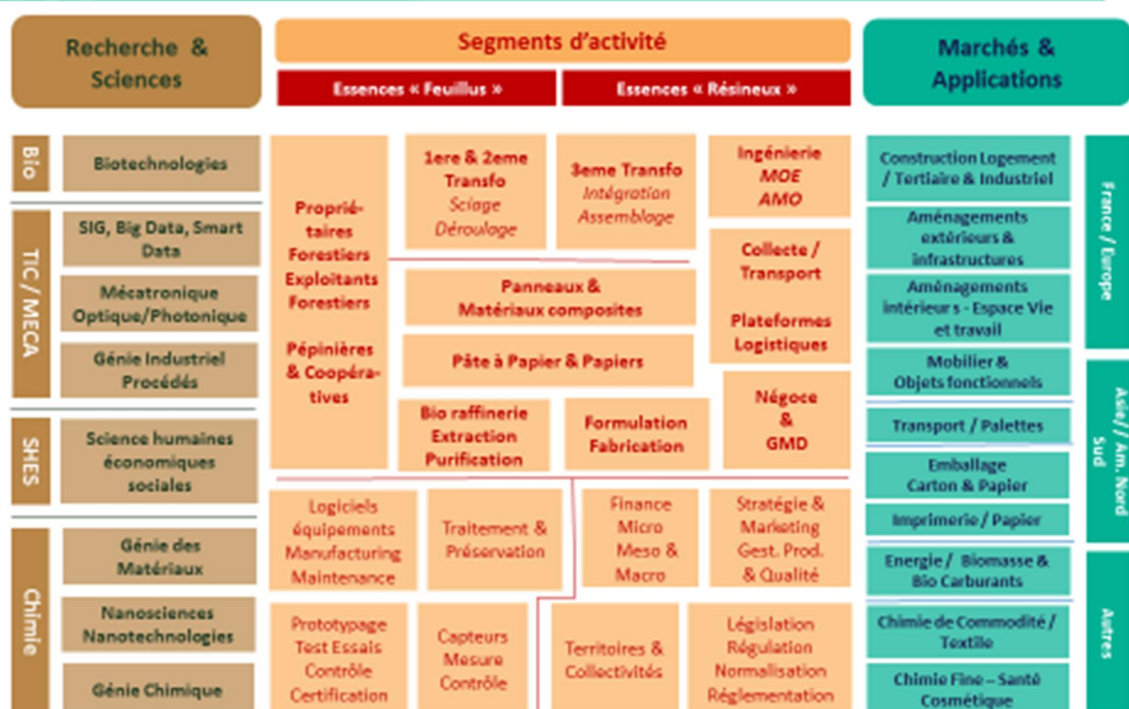 Recherche &
Sciences
Segments d’activité
Essences « Feuillus »
Essences « Résineux »
Marchés &
Applications
Bio
Biotechnologies
TIC / MECA
SIG, Big Data, Smart
Data
Mécatronique
Optique/Photonique
Génie Industriel
Procédés
SHES
Science humaines
économiques
sociales
Chimie
Génie des
Matériaux
Nanosciences
Nanotechnologies
Génie Chimique
Proprié-
taires
Forestiers
Exploitants
Forestiers
Pépinières
& Coopéra-
tives
1ere & 2eme
Transfo
Sciage
Déroulage
3eme Transfo
Intégration
Assemblage
Ingénierie
MOE
AMO
Collecte /
Transport
Plateformes
Logistiques
Panneaux &
Matériaux composites
Pâte à Papier & Papiers
Négoce
&
GMD
Bio raffinerie
Extraction
Purification
Formulation
Fabrication
Logiciels
équipements
Manufacturing
Maintenance
Traitement &
Préservation
Finance
Micro
Meso &
Macro
Stratégie &
Marketing
Gest. Prod.
& Qualité
Prototypage
Test Essais
Contrôle
Certification
Capteurs
Mesure
Contrôle
Territoires &
Collectivités
Législation
Régulation
Normalisation
Réglementation
Construction Logement
/ Tertiaire & Industriel
Aménagements
extérieurs &
infrastructures
Aménagements
intérieurs - Espace Vie
et travail
Mobilier &
Objets fonctionnels
Transport / Palettes
Emballage
Carton & Papier
Imprimerie / Papier
Energie / Biomasse &
Bio Carburants
Chimie de Commodité /
Textile
Chimie Fine – Santé
Cosmétique
France / Europe
Asie// Am. Nord
Sud
Autres